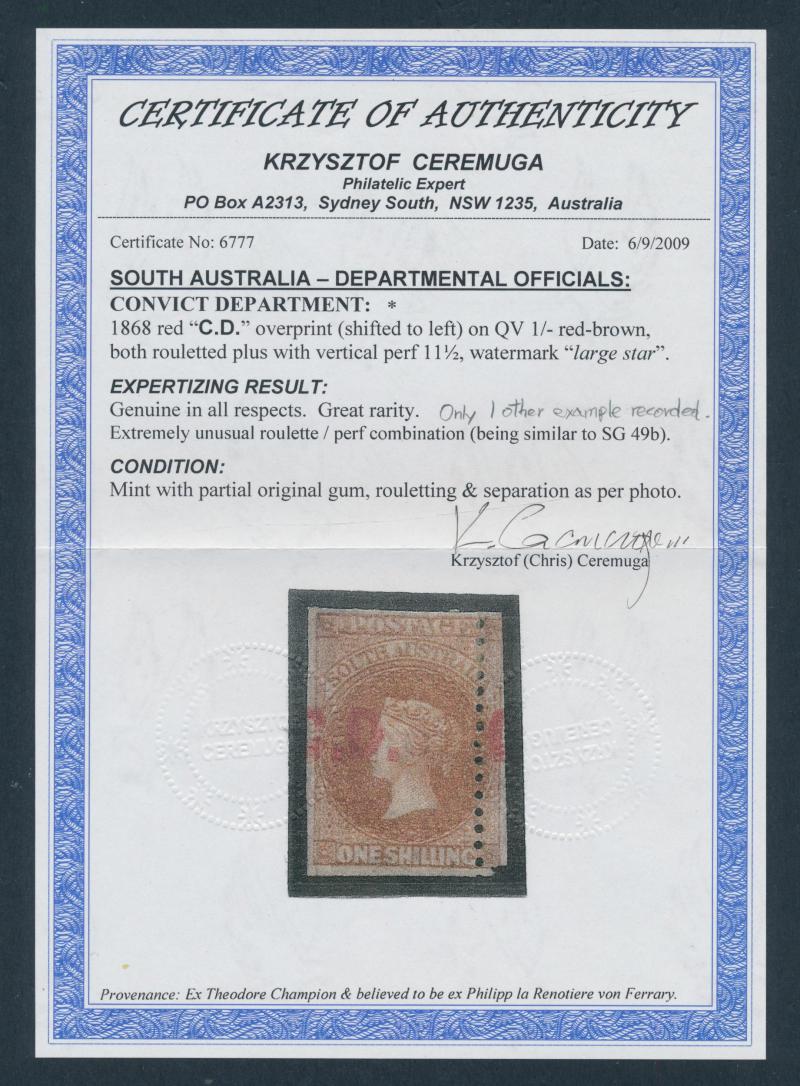 CERTIFICATE OF AUTHENTICITY
KRZYSZTOF CEREMUGA
Philatelic Expert
PO Box A2313, Sydney South, NSW 1235, Australia
Certificate No: 6777 Date: 6/9/2009
SOUTH AUSTRALIA – DEPARTMENTAL OFFICIALS:
CONVICT DEPARTMENT: *
1868 red “C.D.” overprint (shifted to left) on QV 1/- red-brown,
both rouletted plus with vertical perf 11½, watermark “large star”.
EXPERTIZING RESULT:
Genuine in all respects. Great rarity. Only 1 other example recorded.
Extremely unusual roulette / perf combination (being similar to SG 49b).
CONDITION:
Mint with partial original gum, rouletting & separation as per photo.
K. Ceremuga
Krzysztof (Chris) Ceremuga
POSTAGE
SOUTH AUSTRALIA
C.D.
ONE SHILLING
KRZYSZTOF
CEREMUGA
Provenance: Ex Theodore Champion & believed to be ex Philipp la Renotiere von Ferrary.